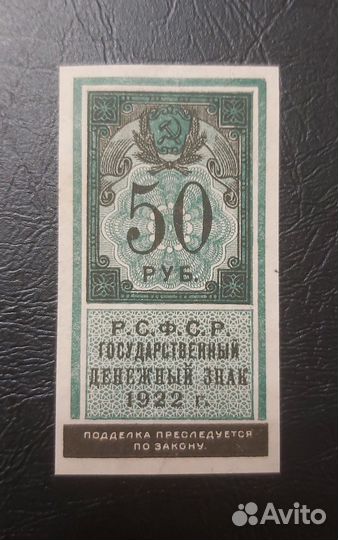 50
РУБ.
Р.С.Ф.С.Р.
ГОСУДАРСТВЕННЫЙ
ДЕНЕЖНЫЙ ЗНАК
1922 г.
ПОДДЕЛКА ПРЕСЛЕДУЕТСЯ
ПО ЗАКОНУ.
Avito